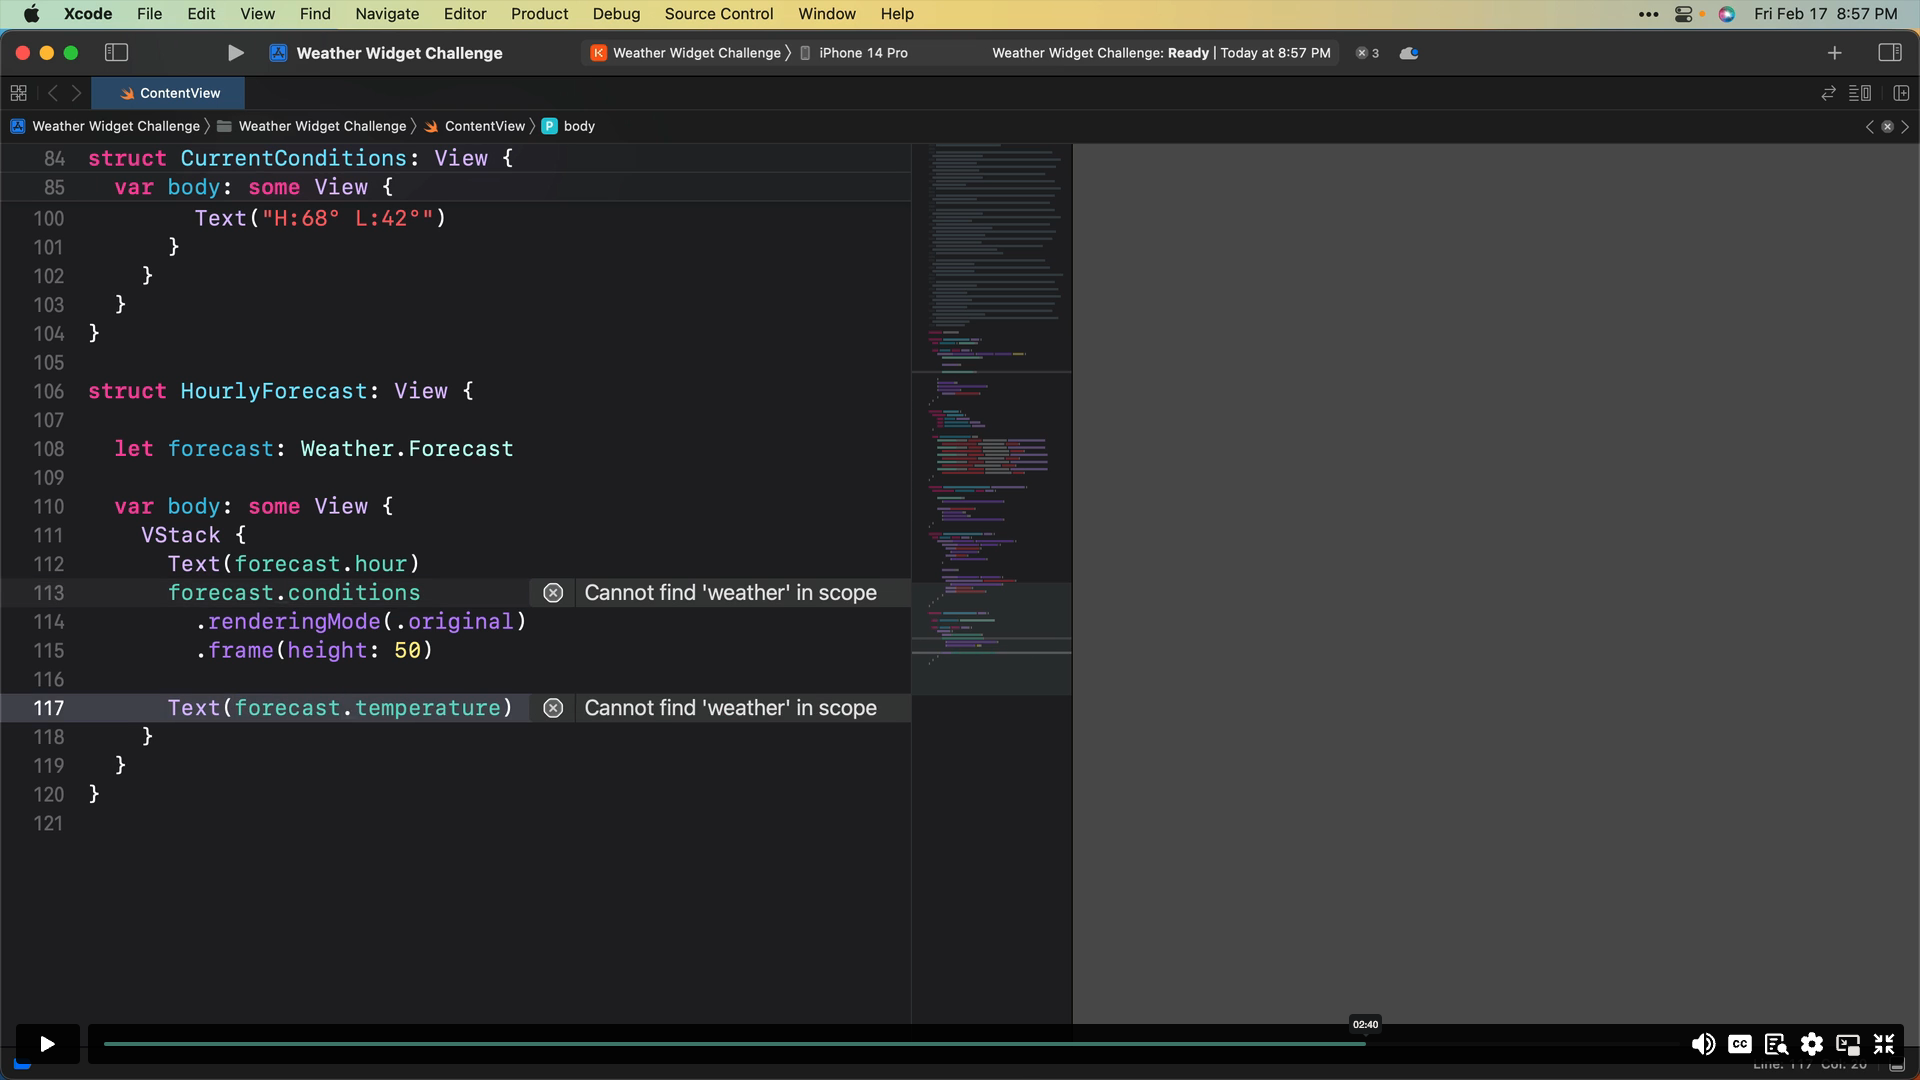 Xcode File Edit View Find Navigate Editor Product Debug Source Control Window Help Fri Feb 17 8:57 PM
Weather Widget Challenge Weather Widget Challenge iPhone 14 Pro Weather Widget Challenge: Ready | Today at 8:57 PM 3
ContentView
Weather Widget Challenge Weather Widget Challenge ContentView body
84 struct CurrentConditions: View {
85 var body: some View {
100 Text("H:68° L:42°")
101 }
102 }
103 }
104 }
105
106 struct HourlyForecast: View {
107
108 let forecast: Weather.Forecast
109
110 var body: some View {
111 VStack {
112 Text(forecast.hour)
113 forecast.conditions Cannot find 'weather' in scope
114 .renderingMode(.original)
115 .frame(height: 50)
116
117 Text(forecast.temperature) Cannot find 'weather' in scope
118 }
119 }
120 }
121
02:40
CC